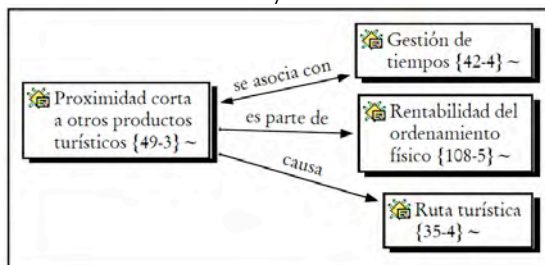 Gestión de
tiempos {42-4} ~
se asocia con
Proximidad corta
a otros productos
turísticos {49-3} ~
es parte de
Rentabilidad del
ordenamiento
físico {108-5} ~
causa
Ruta turística
{35-4} ~